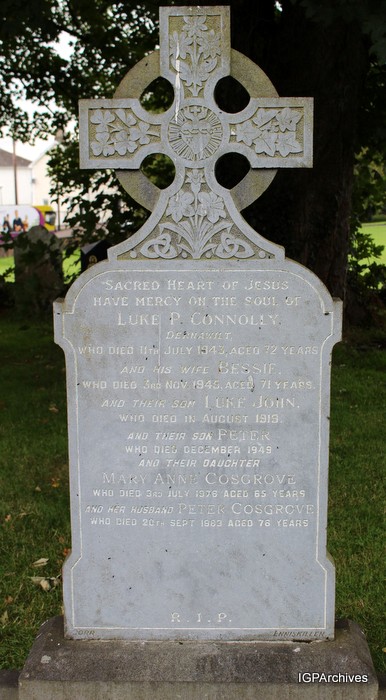 SACRED HEART OF JESUS
HAVE MERCY ON THE SOUL OF
LUKE P. CONNOLLY,
WHO DIED 11TH JULY 1943, AGED 72 YEARS
AND HIS WIFE BESSIE,
WHO DIED 3RD NOV. 1945, AGED 71 YEARS.
AND THEIR SON LUKE JOHN,
WHO DIED IN AUGUST 1913.
AND THEIR SON PETER
WHO DIED DECEMBER 1949
AND THEIR DAUGHTER
MARY ANNE COSGROVE
WHO DIED 3RD JULY 1976 AGED 65 YEARS
AND HER HUSBAND PETER COSGROVE
WHO DIED 20TH SEPT 1983 AGED 76 YEARS
R.I.P.
ENNISKILLEN
IGPArchives